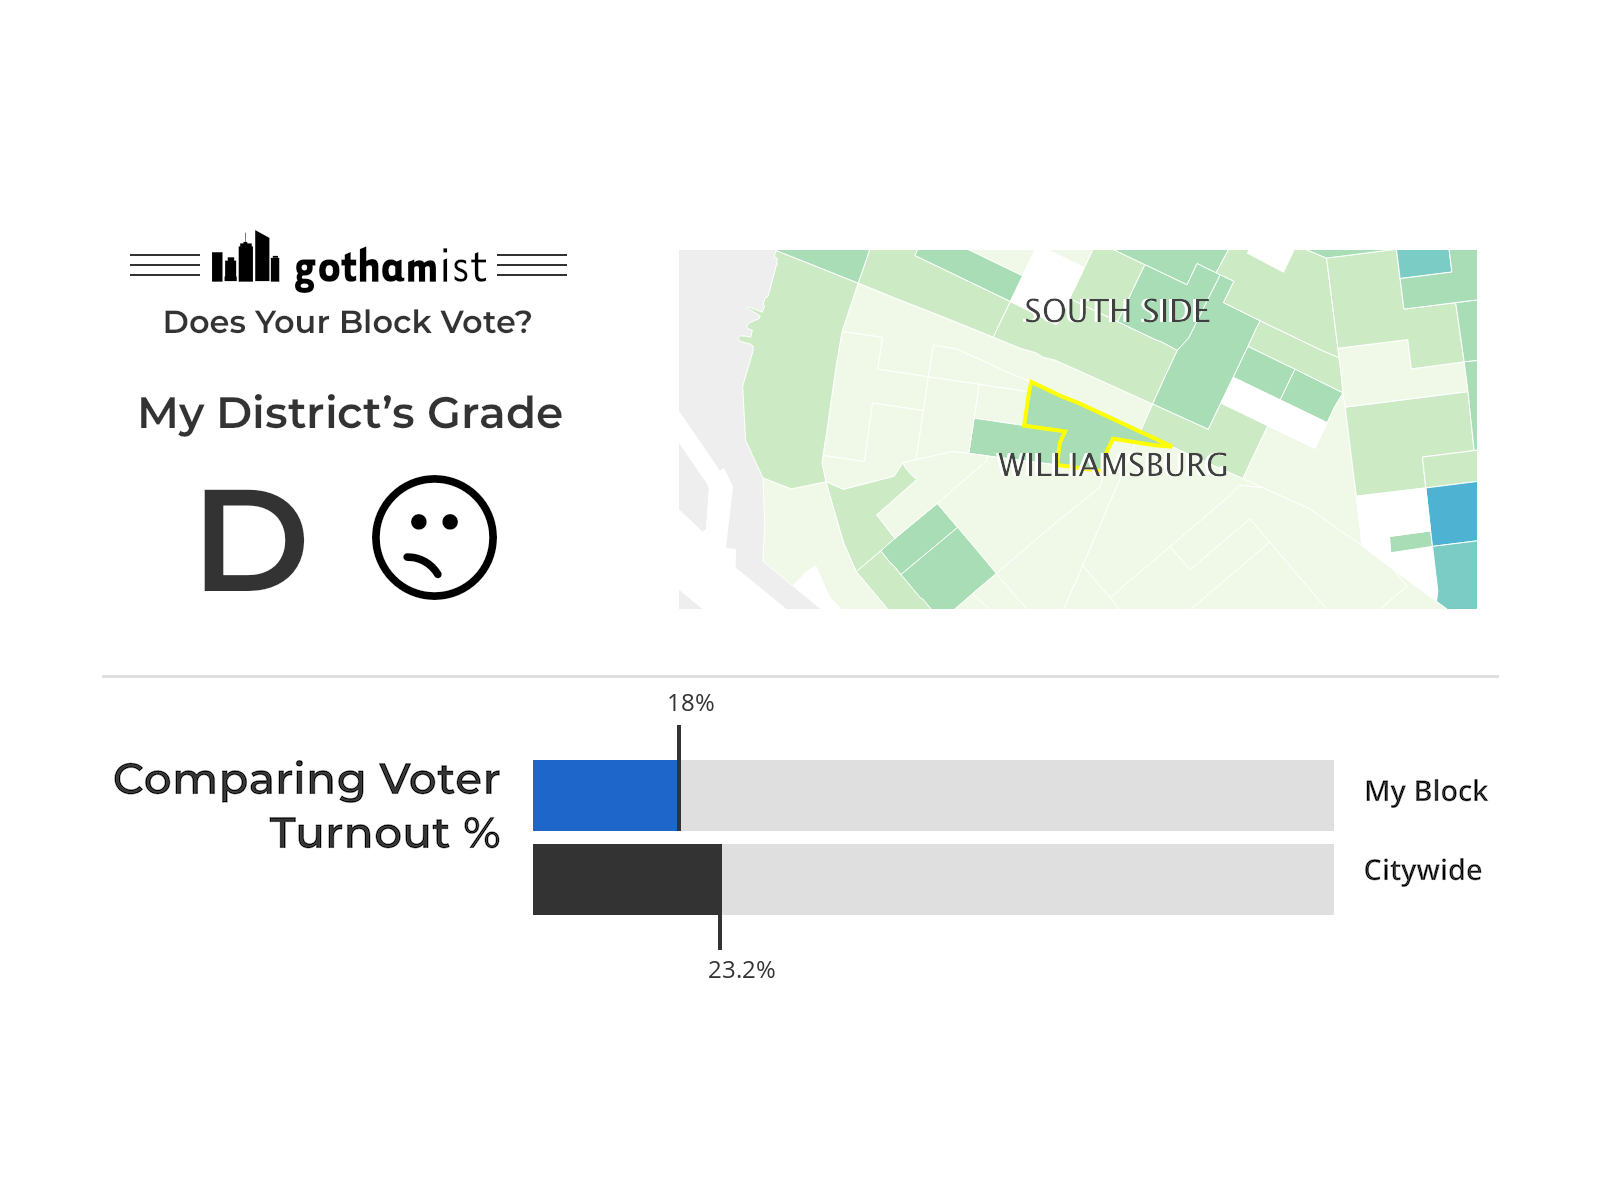 gothamist
Does Your Block Vote?
My District’s Grade
D
SOUTH SIDE
WILLIAMSBURG
Comparing Voter
Turnout %
18%
My Block
Citywide
23.2%